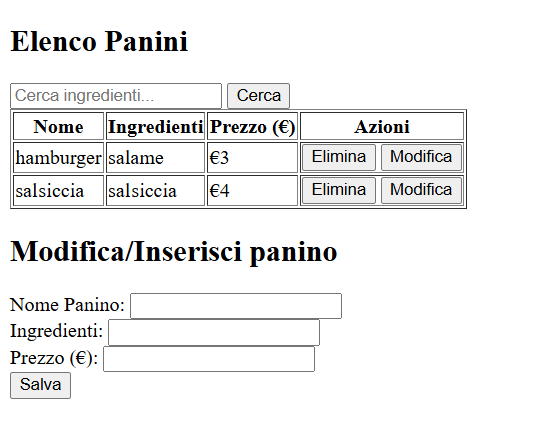 Elenco Panini
Cerca ingredienti... Cerca
Nome Ingredienti Prezzo (€) Azioni
hamburger salame €3 Elimina Modifica
salsiccia salsiccia €4 Elimina Modifica
Modifica/Inserisci panino
Nome Panino:
Ingredienti:
Prezzo (€):
Salva